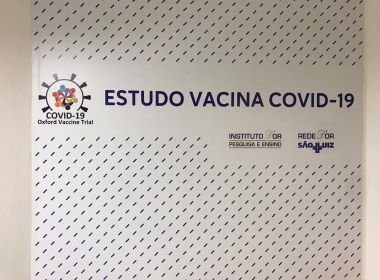 ESTUDO VACINA COVID-19
COVID-19
Oxford Vaccine Trial
INSTITUTO D'OR
PESQUISA E ENSINO
REDE D'OR
SÃO LUIZ